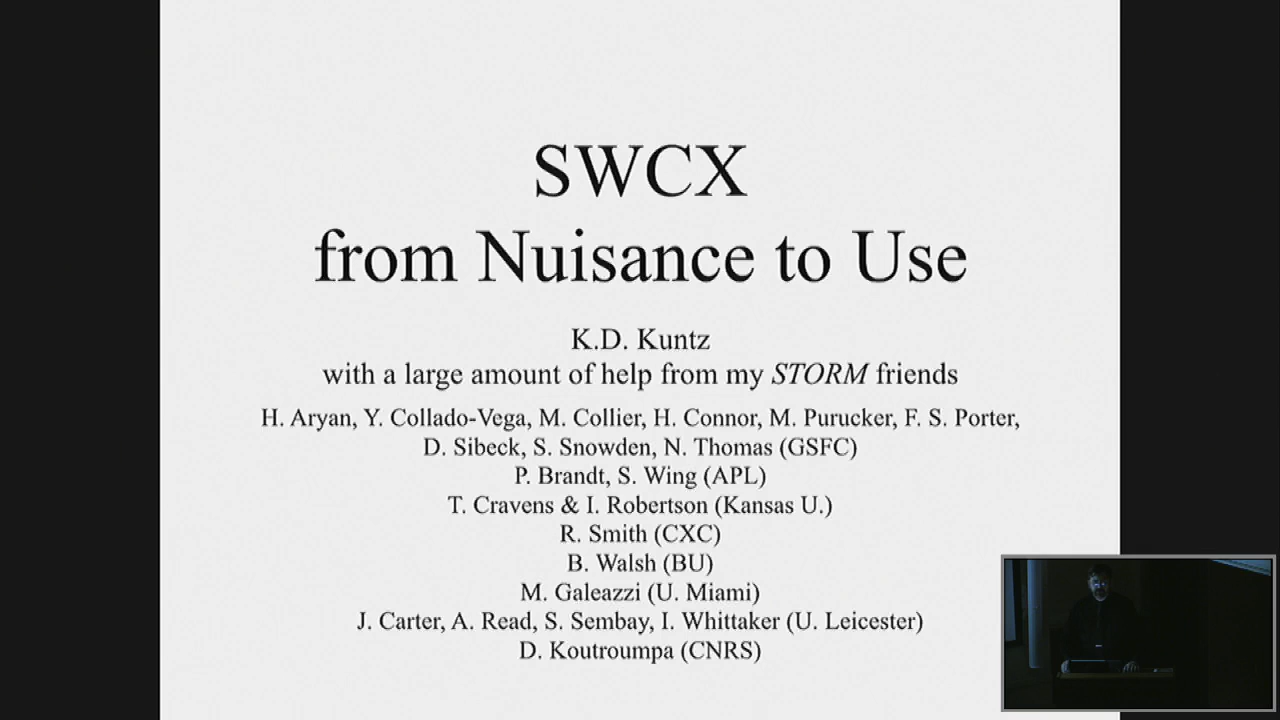 SWCX
from Nuisance to Use
K.D. Kuntz
with a large amount of help from my STORM friends
H. Aryan, Y. Collado-Vega, M. Collier, H. Connor, M. Purucker, F. S. Porter,
D. Sibeck, S. Snowden, N. Thomas (GSFC)
P. Brandt, S. Wing (APL)
T. Cravens & I. Robertson (Kansas U.)
R. Smith (CXC)
B. Walsh (BU)
M. Galeazzi (U. Miami)
J. Carter, A. Read, S. Sembay, I. Whittaker (U. Leicester)
D. Koutroumpa (CNRS)